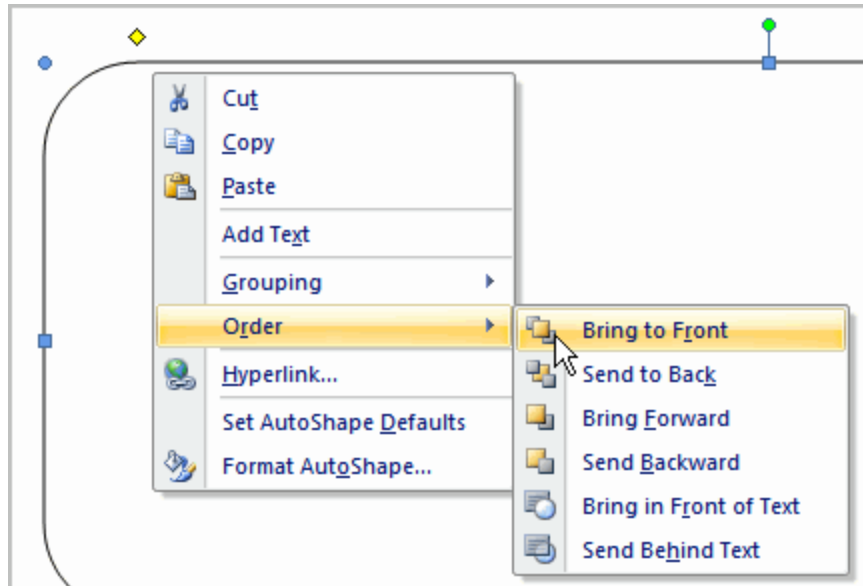 Cut
Copy
Paste
Add Text
Grouping
Order
Hyperlink...
Set AutoShape Defaults
Format AutoShape...
Bring to Front
Send to Back
Bring Forward
Send Backward
Bring in Front of Text
Send Behind Text